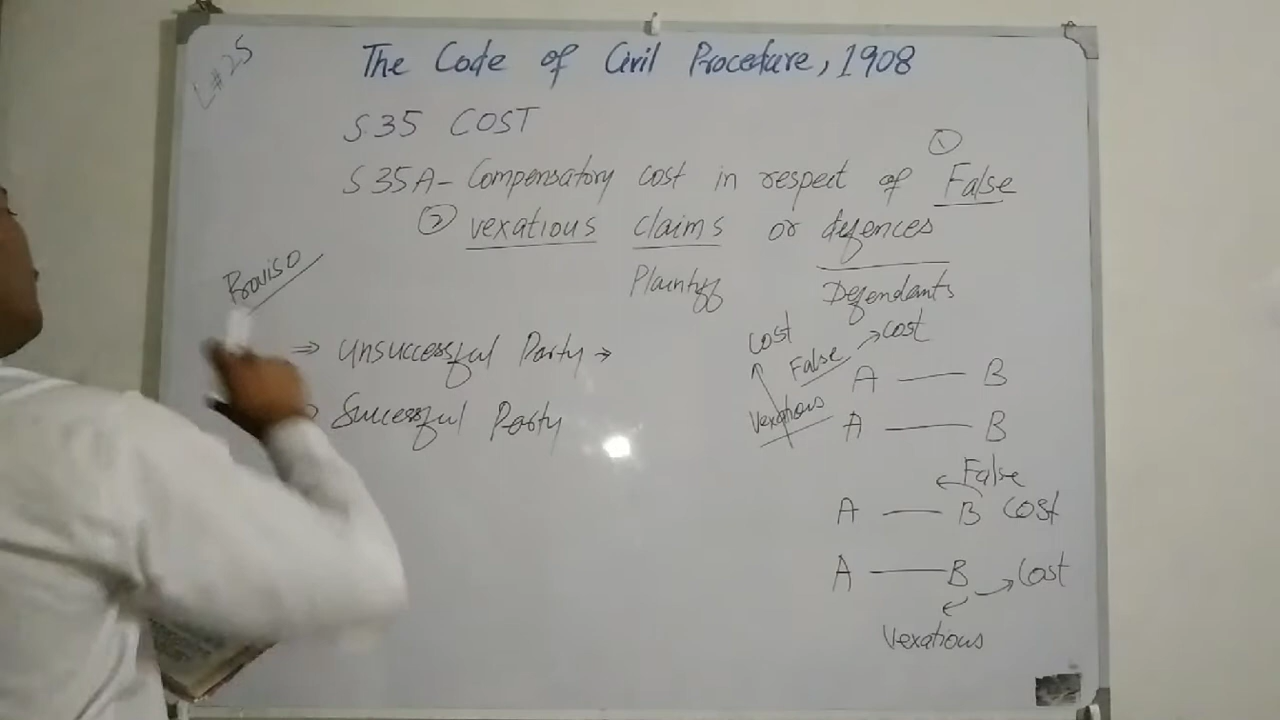 L#25
The Code of Civil Procedure, 1908
S.35 COST
S 35A- Compensatory cost in respect of ① False
② vexatious claims or defences
Plaintiff Defendants
Proviso
⇒ Unsuccessful Party →
Successful Party
Cost
False → Cost
A — B
Vexatious
A — B
False
A — B Cost
A — B → Cost
Vexatious